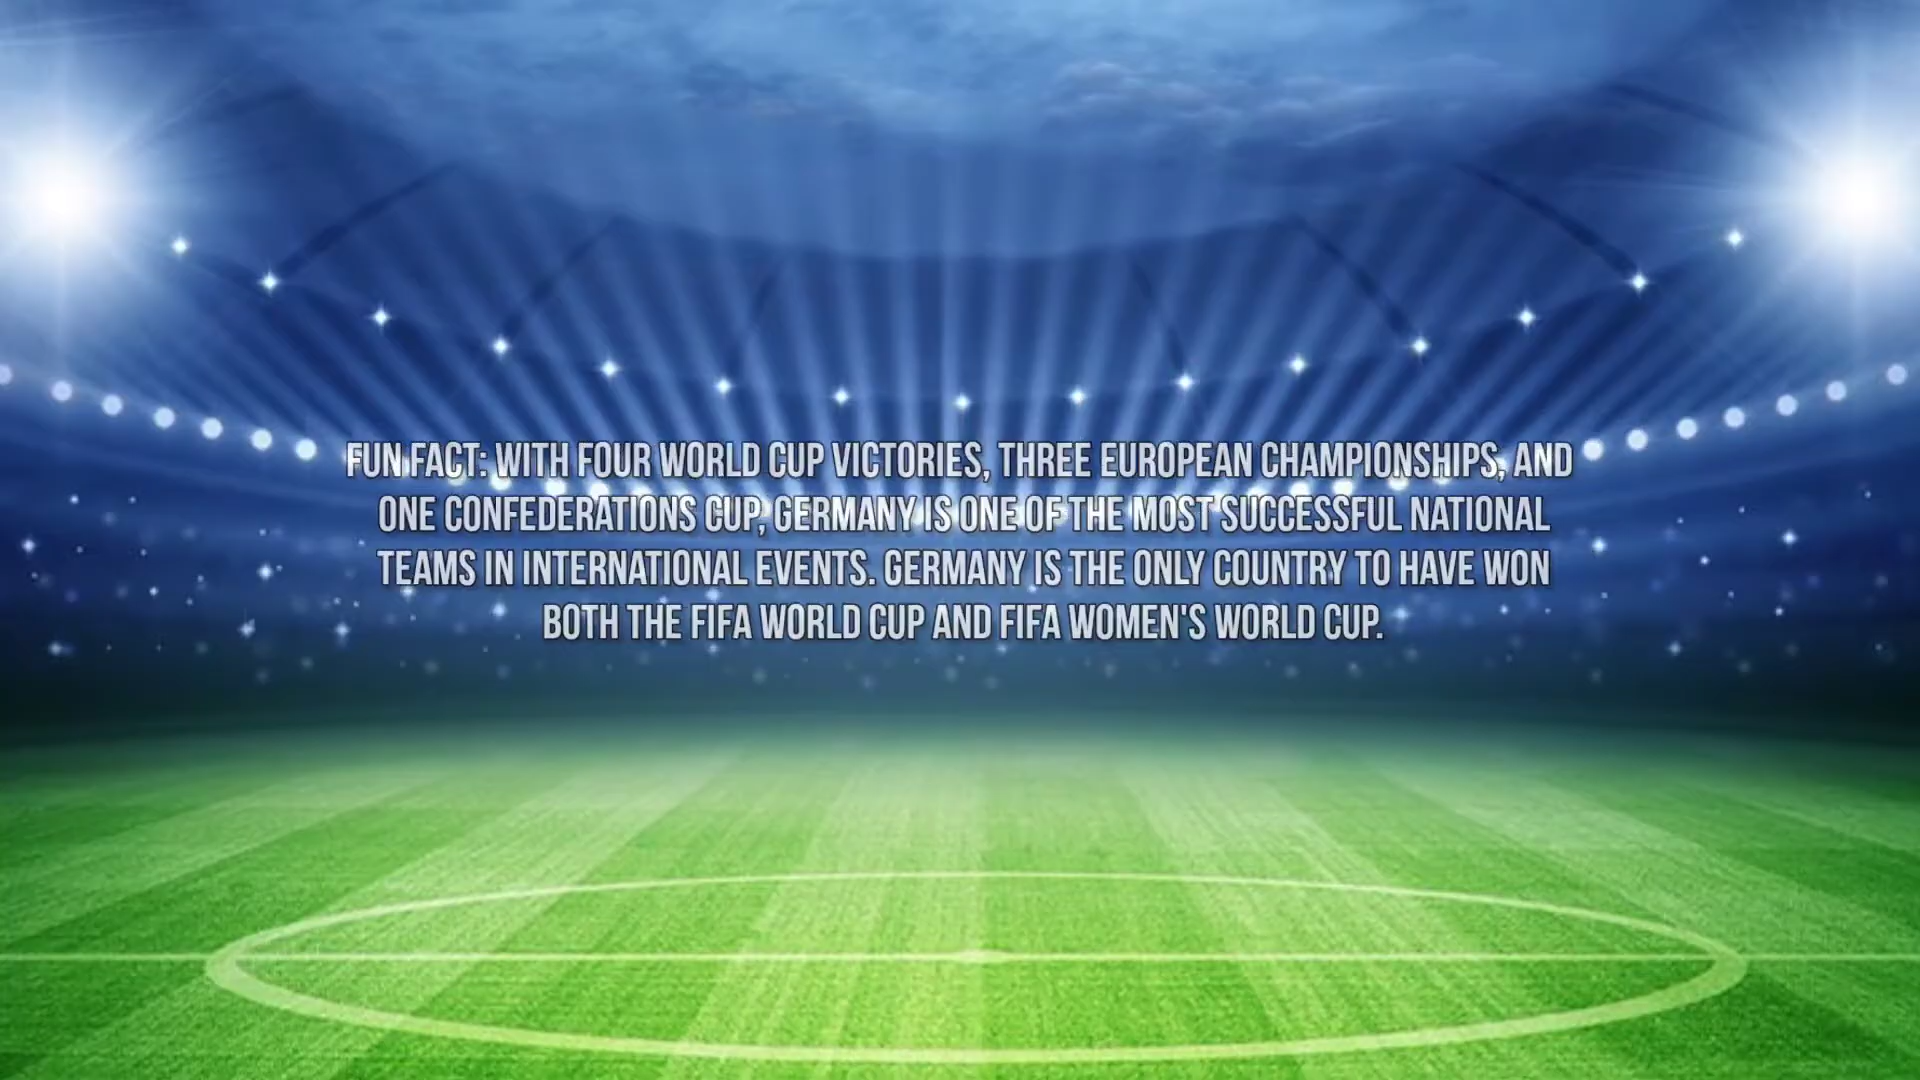 FUN FACT: WITH FOUR WORLD CUP VICTORIES, THREE EUROPEAN CHAMPIONSHIPS, AND
ONE CONFEDERATIONS CUP, GERMANY IS ONE OF THE MOST SUCCESSFUL NATIONAL
TEAMS IN INTERNATIONAL EVENTS. GERMANY IS THE ONLY COUNTRY TO HAVE WON
BOTH THE FIFA WORLD CUP AND FIFA WOMEN'S WORLD CUP.